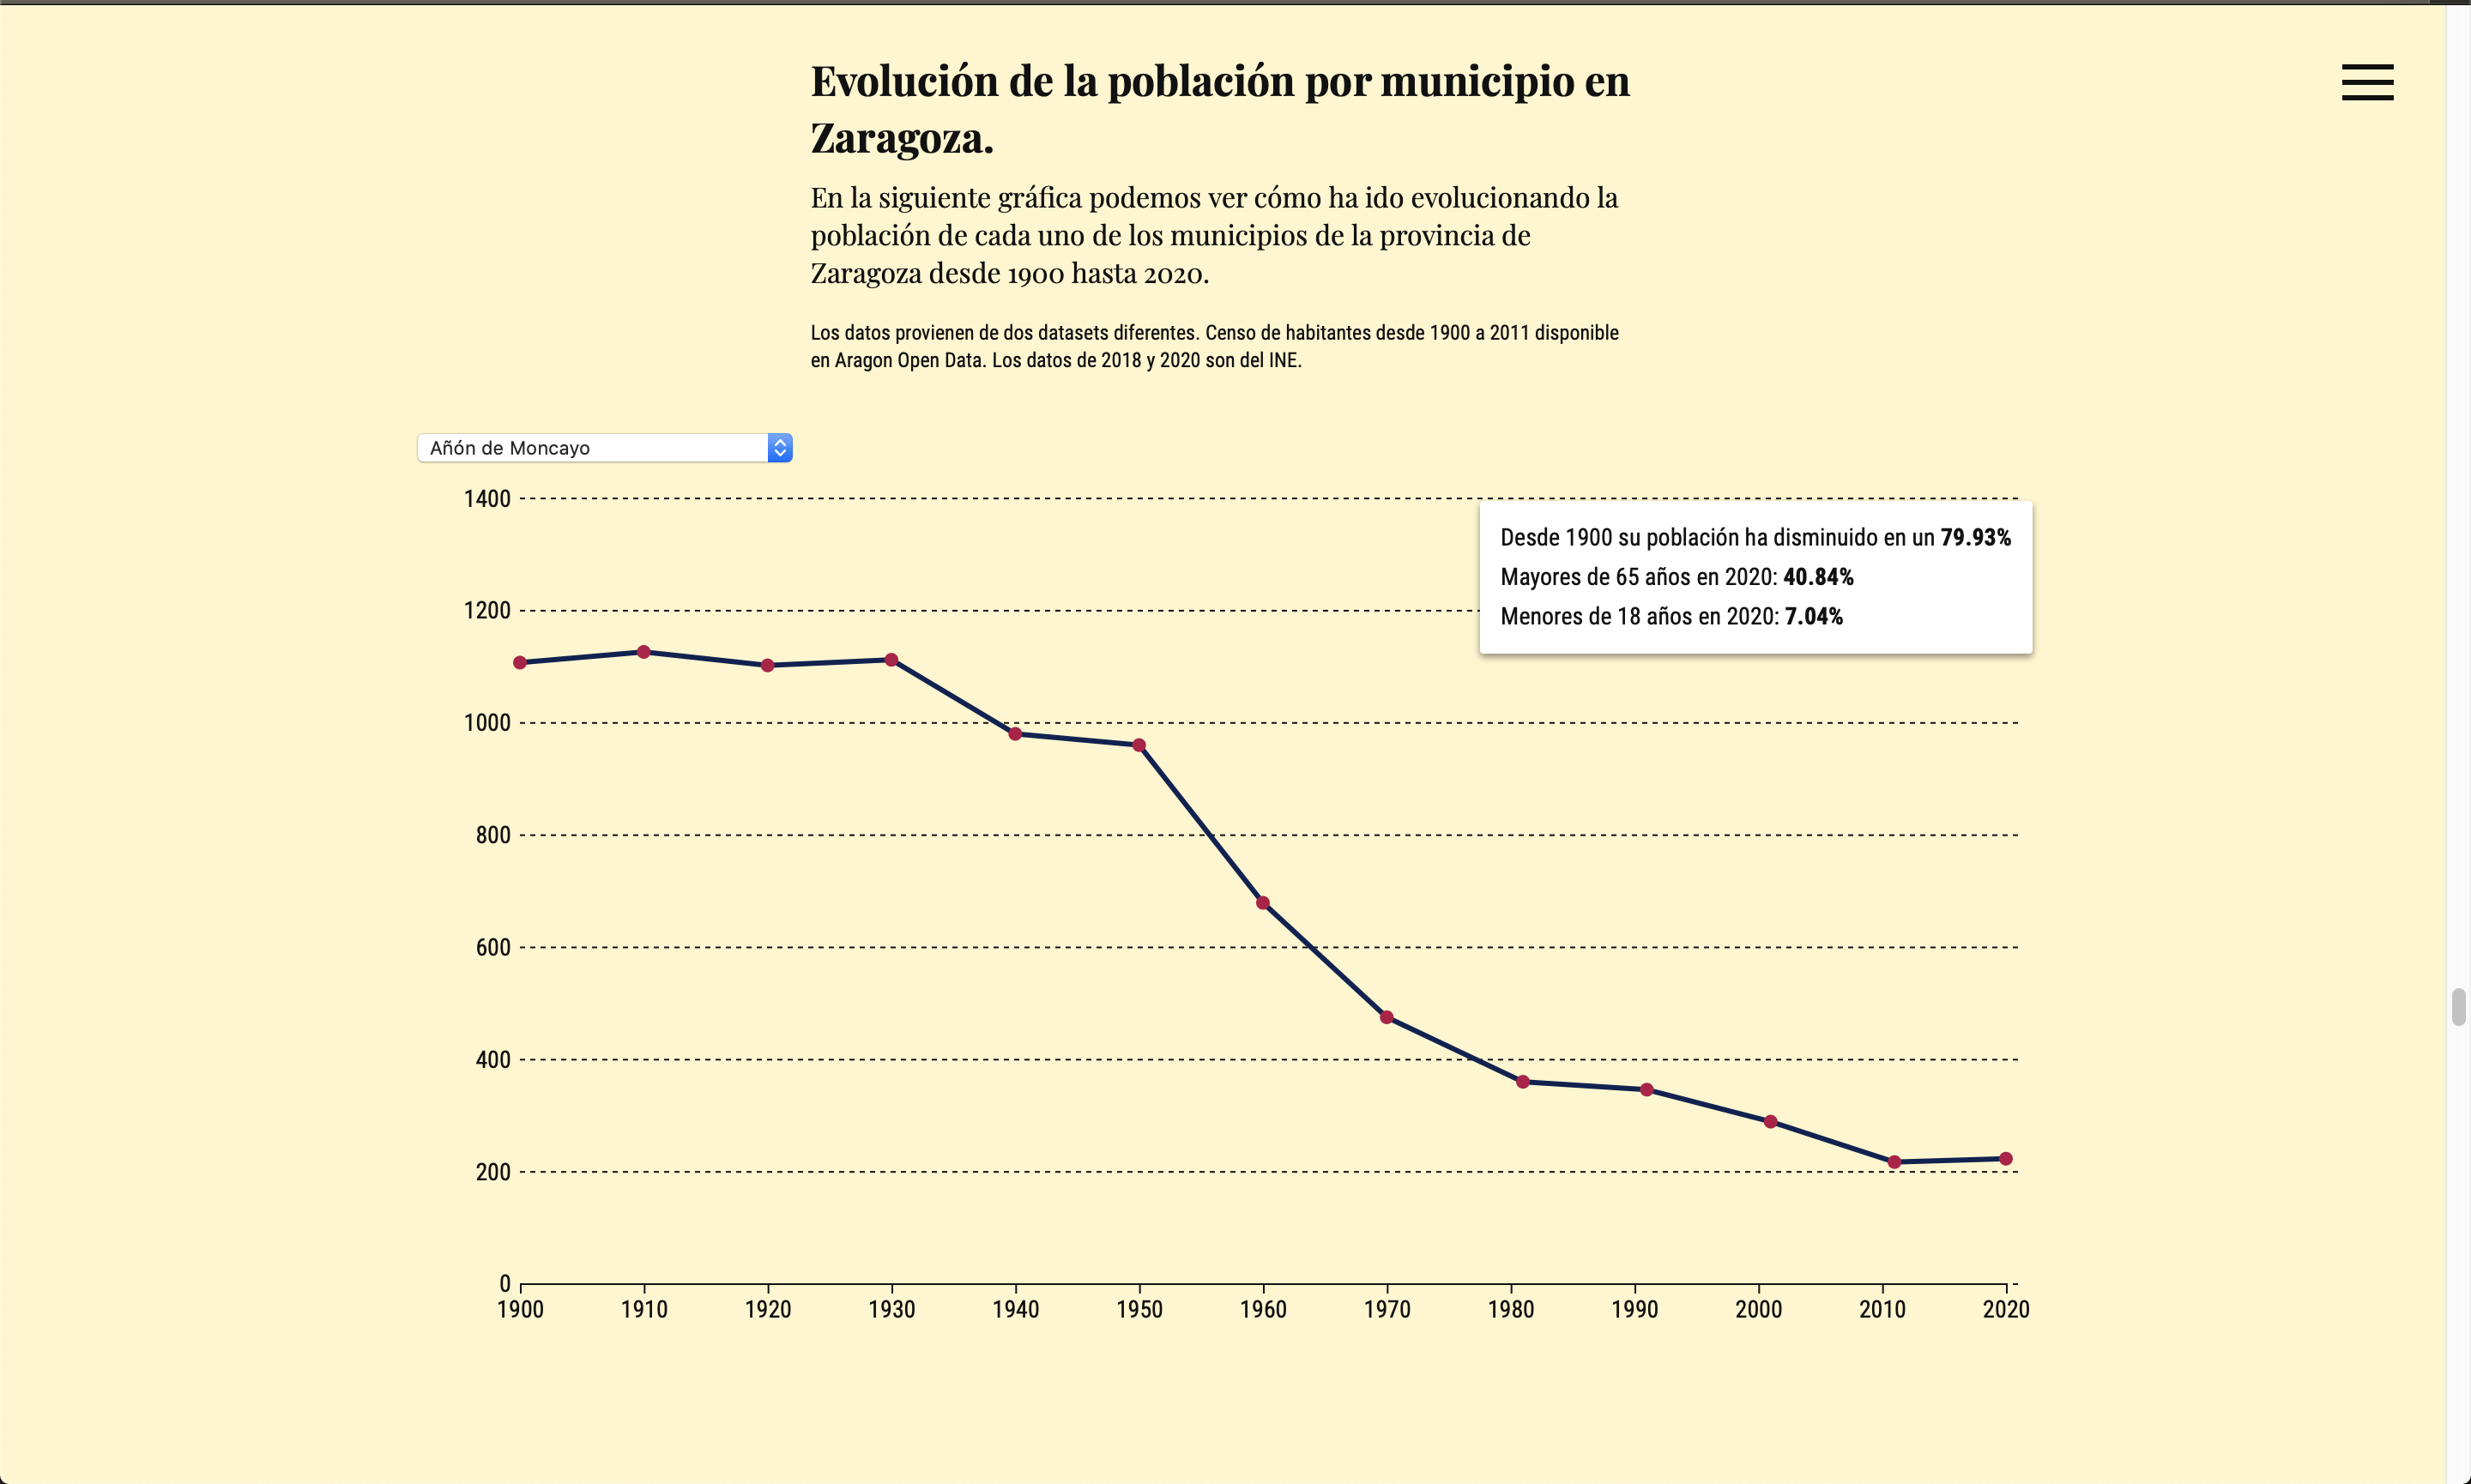 Evolución de la población por municipio en
Zaragoza.
En la siguiente gráfica podemos ver cómo ha ido evolucionando la
población de cada uno de los municipios de la provincia de
Zaragoza desde 1900 hasta 2020.
Los datos provienen de dos datasets diferentes. Censo de habitantes desde 1900 a 2011 disponible
en Aragon Open Data. Los datos de 2018 y 2020 son del INE.
Añón de Moncayo
1400
Desde 1900 su población ha disminuido en un 79.93%
Mayores de 65 años en 2020: 40.84%
1200
Menores de 18 años en 2020: 7.04%
1000
800
600
400
200
0
1900 1910 1920 1930 1940 1950 1960 1970 1980 1990 2000 2010 2020